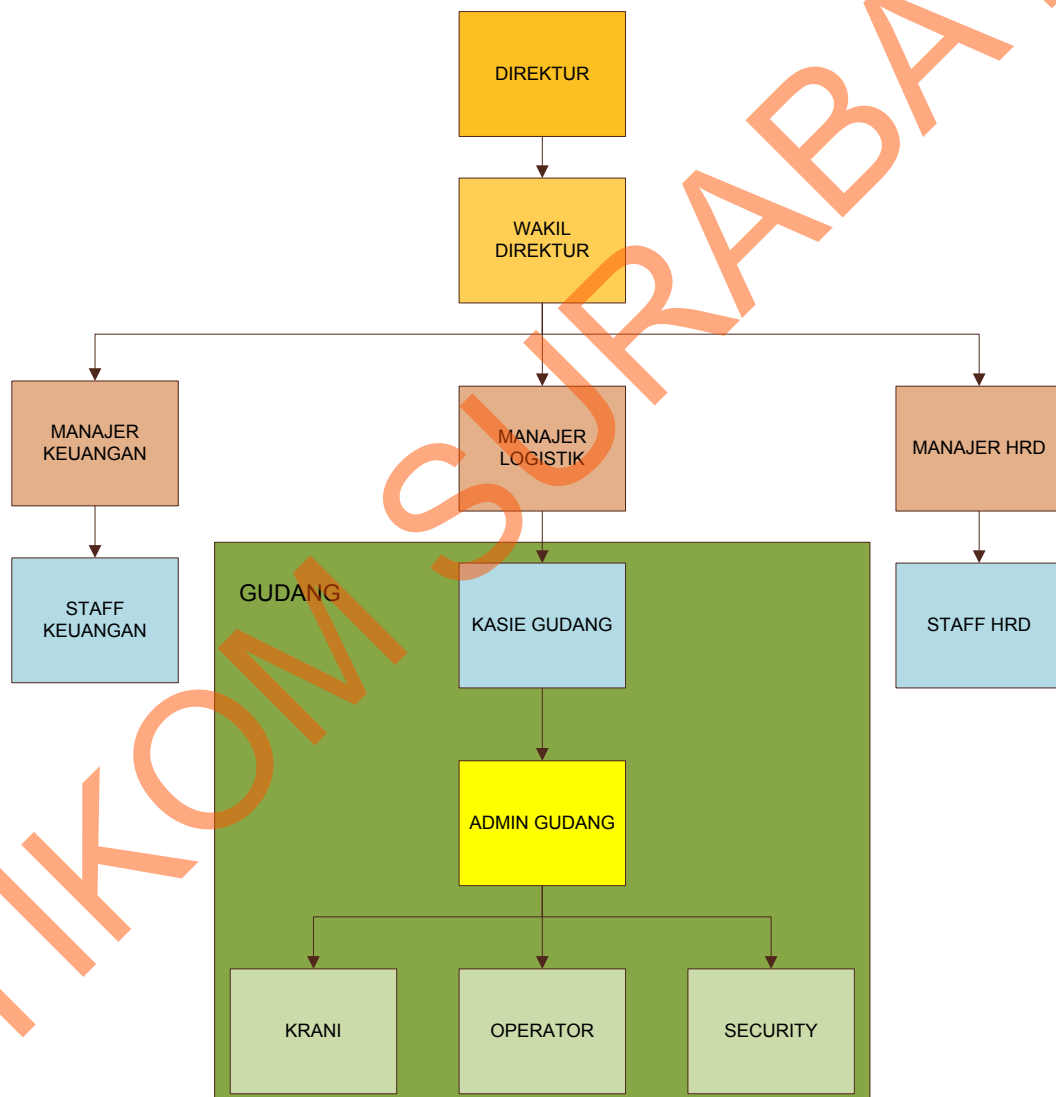 DIREKTUR
WAKIL
DIREKTUR
MANAJER
KEUANGAN
MANAJER
LOGISTIK
MANAJER HRD
GUDANG
STAFF
KEUANGAN
KASIE GUDANG
STAFF HRD
ADMIN GUDANG
KRANI
OPERATOR
SECURITY
IKOM SURABA